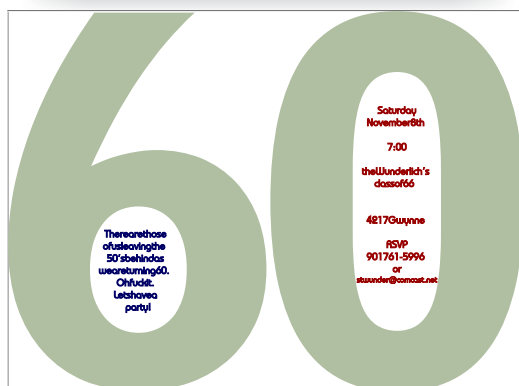 60
Therearethose
ofusleavingthe
50'sbehindas
weareturning60.
Ohfuckit.
Letshavea
party!
Saturday
November8th
7:00
theWunderlich's
classof66
4217Gwynne
RSVP
901761-5996
or
stwunder@comcast.net